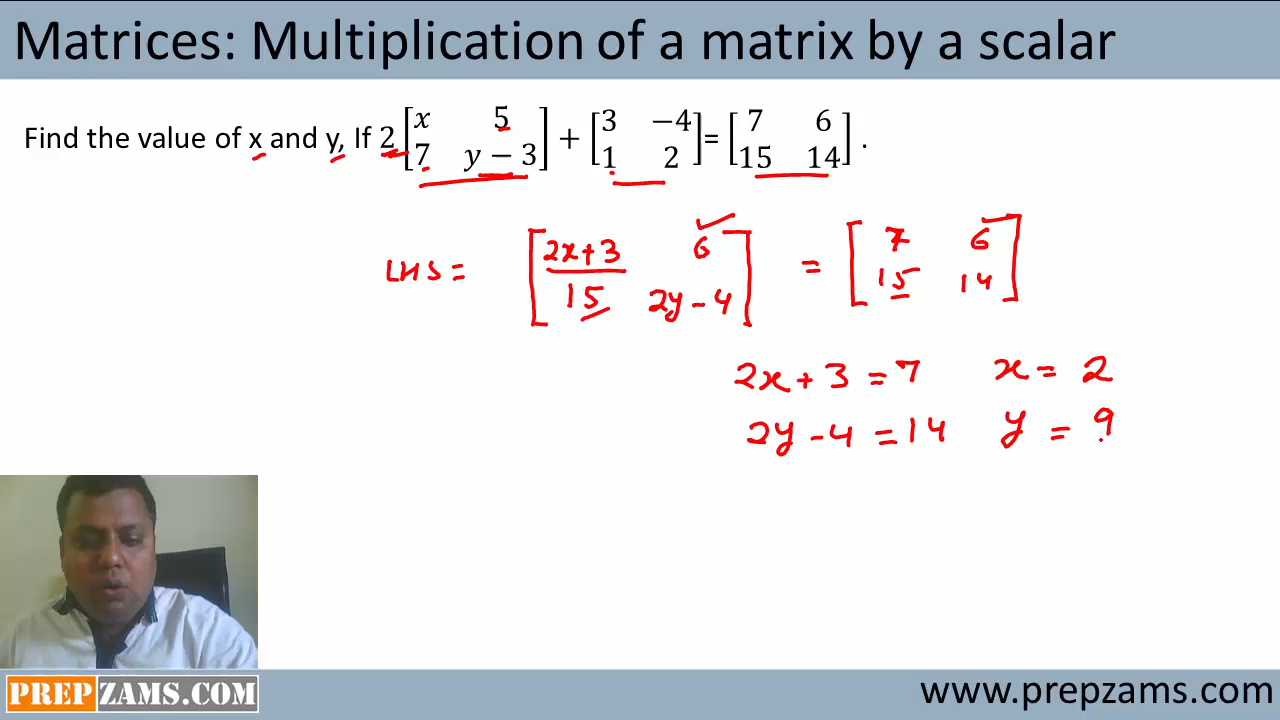 Matrices: Multiplication of a matrix by a scalar
Find the value of x and y, If 2 [x 5; 7 y − 3] + [3 −4; 1 2] = [7 6; 15 14] .
LHS = [2x+3 6; 15 2y-4] = [7 6; 15 14]
2x + 3 = 7 x = 2
2y - 4 = 14 y = 9
PREPZAMS.COM
www.prepzams.com